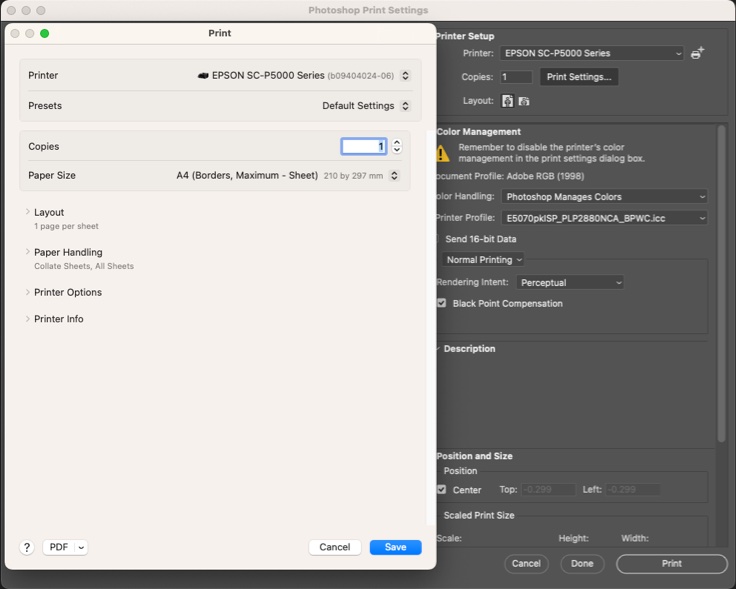 Photoshop Print Settings
Print
Printer EPSON SC-P5000 Series (b09404024-06)
Presets Default Settings
Copies 1
Paper Size A4 (Borders, Maximum - Sheet) 210 by 297 mm
Layout
1 page per sheet
Paper Handling
Collate Sheets, All Sheets
Printer Options
Printer Info
? PDF Cancel Save
Printer Setup
Printer: EPSON SC-P5000 Series
Copies: 1 Print Settings...
Layout:
Color Management
Remember to disable the printer's color
management in the print settings dialog box.
ocument Profile: Adobe RGB (1998)
olor Handling: Photoshop Manages Colors
Printer Profile: E5070pkISP_PLP2880NCA_BPWC.icc
Send 16-bit Data
Normal Printing
Rendering Intent: Perceptual
Black Point Compensation
Description
Position and Size
Position
Center Top: -0.299 Left: -0.299
Scaled Print Size
Scale: Height: Width:
Cancel Done Print